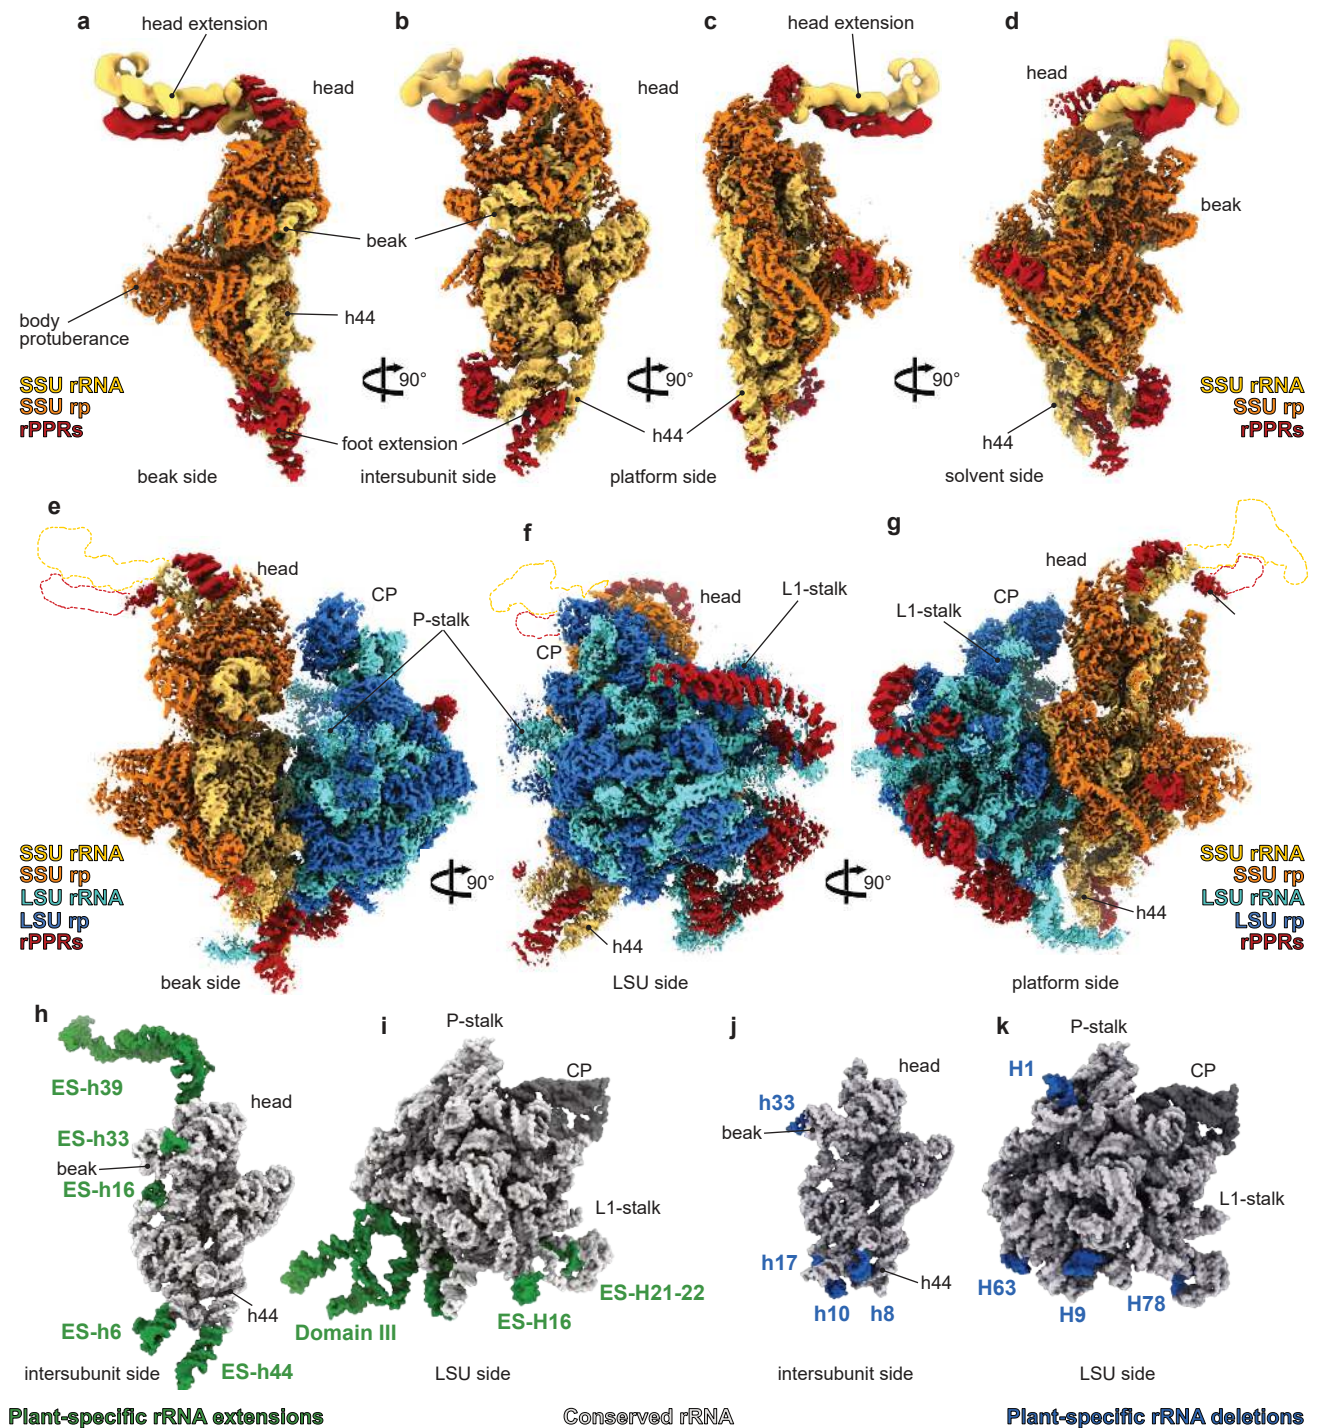 a
head extension
b
c
head extension
d
head
head
head
beak
beak
body
protuberance
h44
SSU rRNA
SSU rp
rPPRs
90°
90°
90°
SSU rRNA
SSU rp
rPPRs
foot extension
h44
h44
beak side
intersubunit side
platform side
solvent side
e
f
g
head
CP
P-stalk
head
L1-stalk
CP
head
CP
L1-stalk
SSU rRNA
SSU rp
LSU rRNA
LSU rp
rPPRs
90°
90°
SSU rRNA
SSU rp
LSU rRNA
LSU rp
rPPRs
h44
h44
beak side
LSU side
platform side
h
i
P-stalk
j
k
P-stalk
ES-h39
head
CP
head
H1
CP
ES-h33
beak
ES-h16
h33
beak
L1-stalk
L1-stalk
h44
ES-h6
ES-h44
Domain III
ES-H16
ES-H21-22
h17
h10
h8
h44
H63
H9
H78
intersubunit side
LSU side
intersubunit side
LSU side
Plant-specific rRNA extensions
Conserved rRNA
Plant-specific rRNA deletions